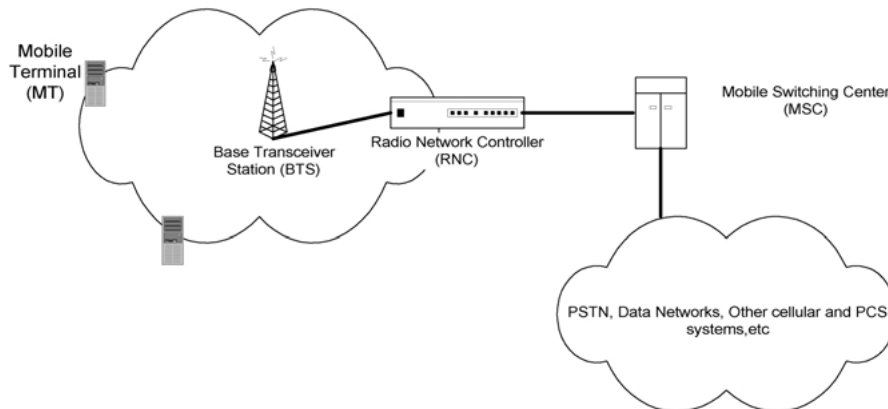 Mobile
Terminal
(MT)
Base Transceiver
Station (BTS)
Radio Network Controller
(RNC)
Mobile Switching Center
(MSC)
PSTN, Data Networks, Other cellular and PCS
systems,etc